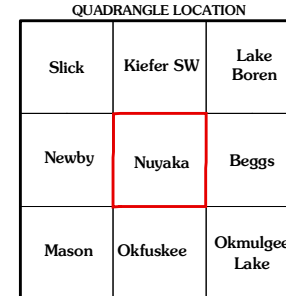 QUADRANGLE LOCATION
Slick
Kiefer SW
Lake
Boren
Newby
Nuyaka
Beggs
Mason
Okfuskee
Okmulgee
Lake